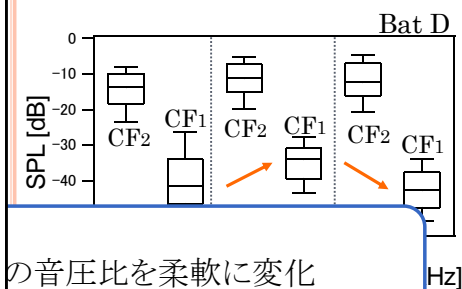 Bat D
0
-10
-20
-30
-40
SPL [dB]
CF2
CF1
CF2
CF1
CF2
CF1
の音圧比を柔軟に変化
Hz]